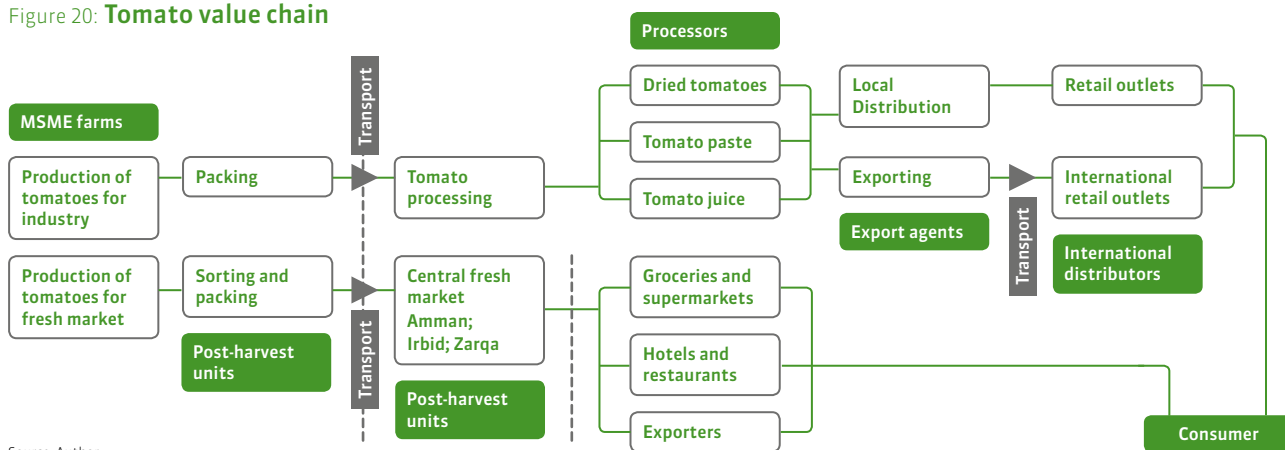 Figure 20: Tomato value chain
Processors
MSME farms
Transport
Dried tomatoes
Local
Distribution
Retail outlets
Tomato paste
Production of
tomatoes for
industry
Packing
Tomato
processing
Tomato juice
Exporting
International
retail outlets
Export agents
Transport
International
distributors
Production of
tomatoes for
fresh market
Sorting and
packing
Central fresh
market
Amman;
Irbid; Zarqa
Groceries and
supermarkets
Post-harvest
units
Transport
Hotels and
restaurants
Post-harvest
units
Exporters
Consumer